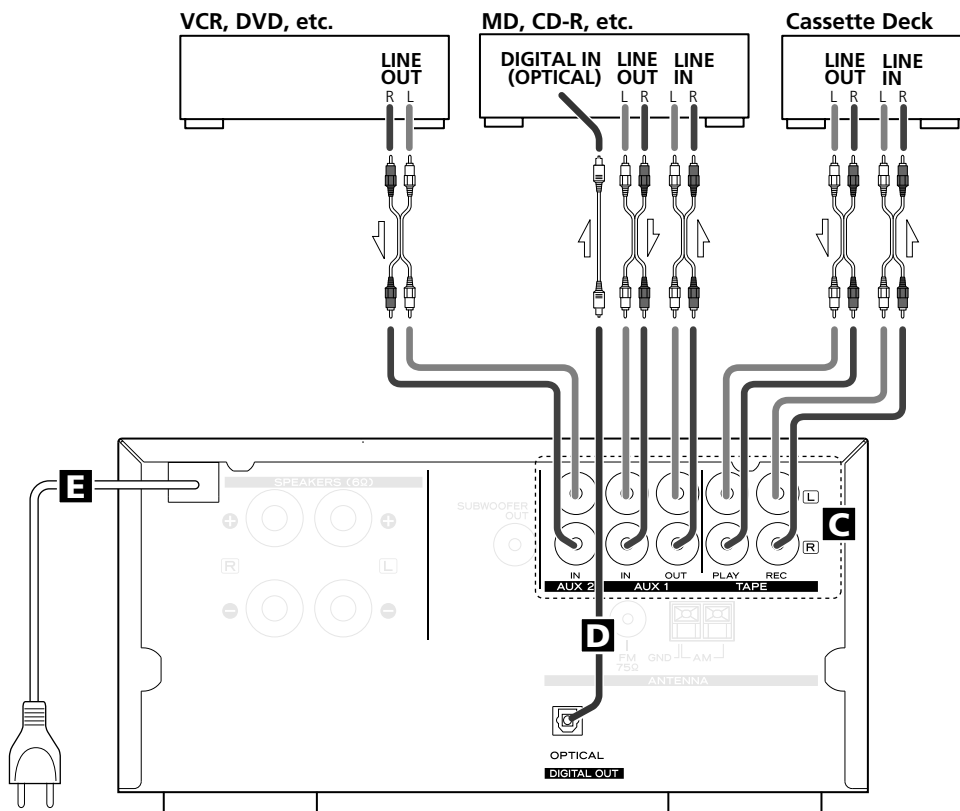 VCR, DVD, etc.
MD, CD-R, etc.
Cassette Deck
LINE OUT
R L
DIGITAL IN (OPTICAL)
LINE OUT
L R
LINE IN
L R
LINE OUT
L R
LINE IN
L R
E
SPEAKERS (6Ω)
+ +
R L
− −
SUBWOOFER OUT
L
R
C
IN
AUX 2
IN OUT
AUX 1
PLAY REC
TAPE
D
FM 75Ω
GND AM
ANTENNA
OPTICAL
DIGITAL OUT